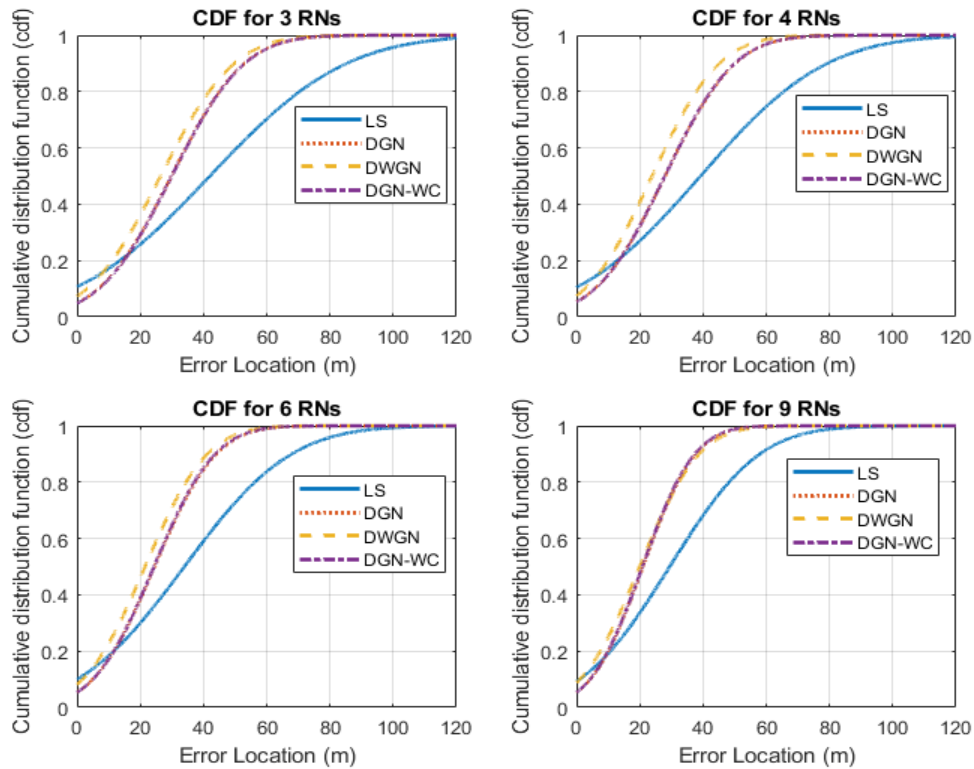 CDF for 3 RNs
Cumulative distribution function (cdf)
1
0.8
0.6
0.4
0.2
0
0 20 40 60 80 100 120
Error Location (m)
LS
DGN
DWGN
DGN-WC
CDF for 4 RNs
Cumulative distribution function (cdf)
1
0.8
0.6
0.4
0.2
0
0 20 40 60 80 100 120
Error Location (m)
LS
DGN
DWGN
DGN-WC
CDF for 6 RNs
Cumulative distribution function (cdf)
1
0.8
0.6
0.4
0.2
0
0 20 40 60 80 100 120
Error Location (m)
LS
DGN
DWGN
DGN-WC
CDF for 9 RNs
Cumulative distribution function (cdf)
1
0.8
0.6
0.4
0.2
0
0 20 40 60 80 100 120
Error Location (m)
LS
DGN
DWGN
DGN-WC